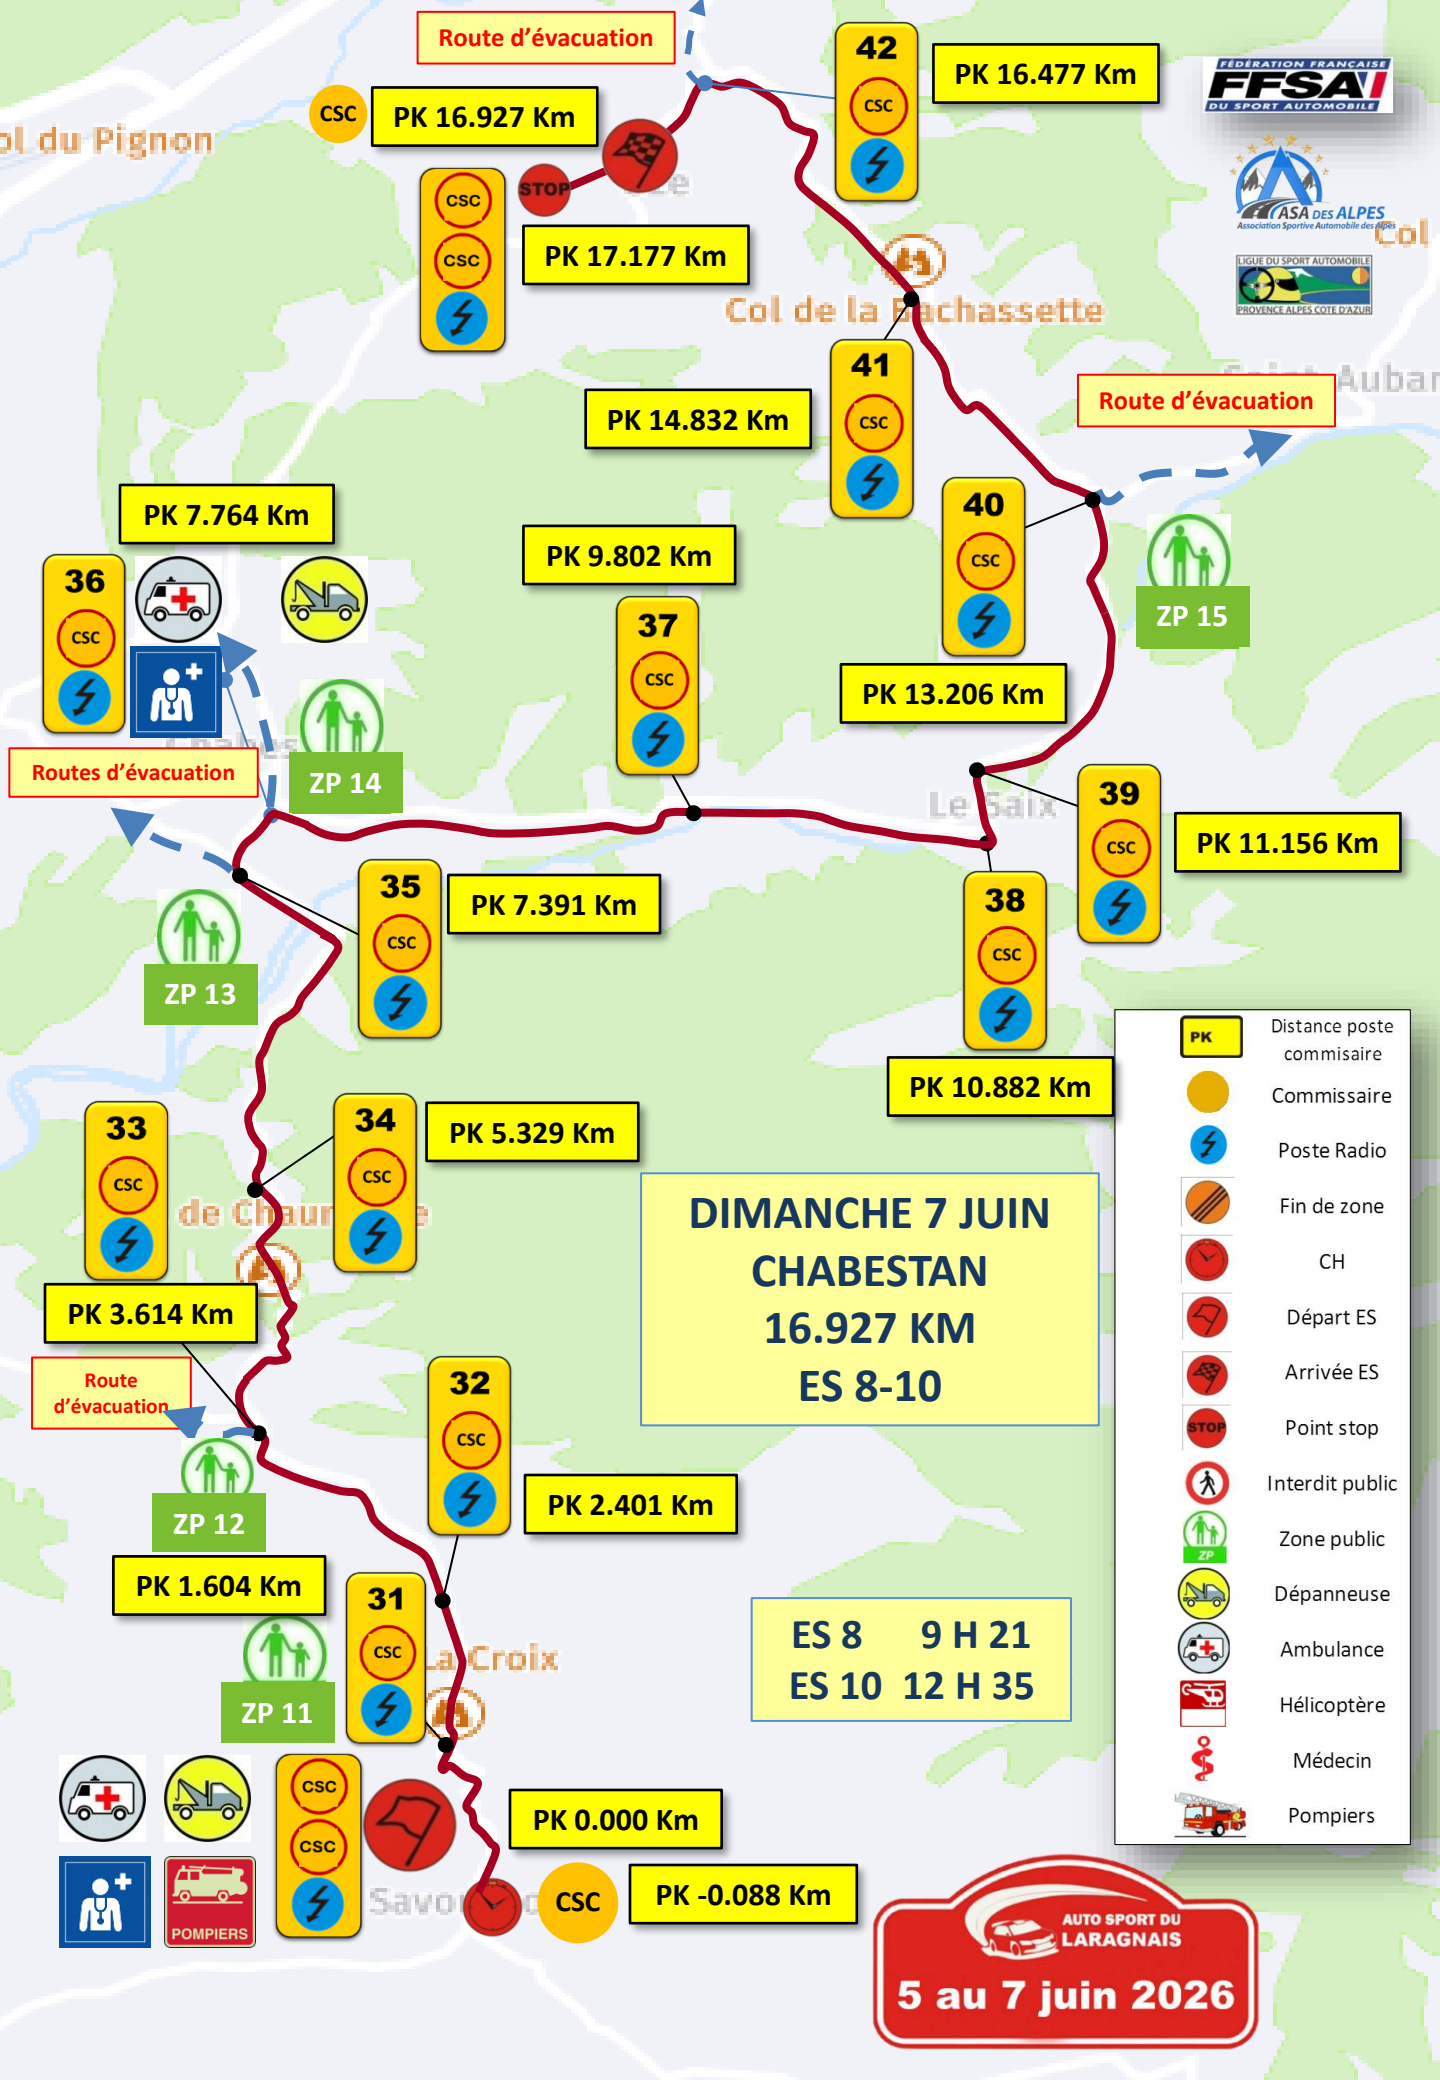 Route d'évacuation
42
CSC
PK 16.477 Km
FÉDÉRATION FRANÇAISE
FFSA
DU SPORT AUTOMOBILE
CSC
PK 16.927 Km
ol du Pignon
STOP
CSC
CSC
PK 17.177 Km
ASA DES ALPES
Association Sportive Automobile des Alpes
Col
LIGUE DU SPORT AUTOMOBILE
PROVENCE ALPES COTE D'AZUR
Col de la Bachassette
41
CSC
PK 14.832 Km
Route d'évacuation
40
CSC
PK 13.206 Km
ZP 15
PK 7.764 Km
36
CSC
PK 9.802 Km
37
CSC
Routes d'évacuation
ZP 14
Le Saix
39
CSC
PK 11.156 Km
35
CSC
PK 7.391 Km
38
CSC
PK 10.882 Km
ZP 13
33
CSC
34
CSC
PK 5.329 Km
PK 3.614 Km
Route
d'évacuation
DIMANCHE 7 JUIN
CHABESTAN
16.927 KM
ES 8-10
32
CSC
PK 2.401 Km
ZP 12
PK 1.604 Km
31
CSC
La Croix
ZP 11
ES 8 9 H 21
ES 10 12 H 35
CSC
CSC
PK 0.000 Km
CSC
PK -0.088 Km
POMPIERS
PK
Distance poste
commisaire
Commissaire
Poste Radio
Fin de zone
CH
Départ ES
Arrivée ES
STOP
Point stop
Interdit public
ZP
Zone public
Dépanneuse
Ambulance
Hélicoptère
Médecin
Pompiers
AUTO SPORT DU
LARAGNAIS
5 au 7 juin 2026